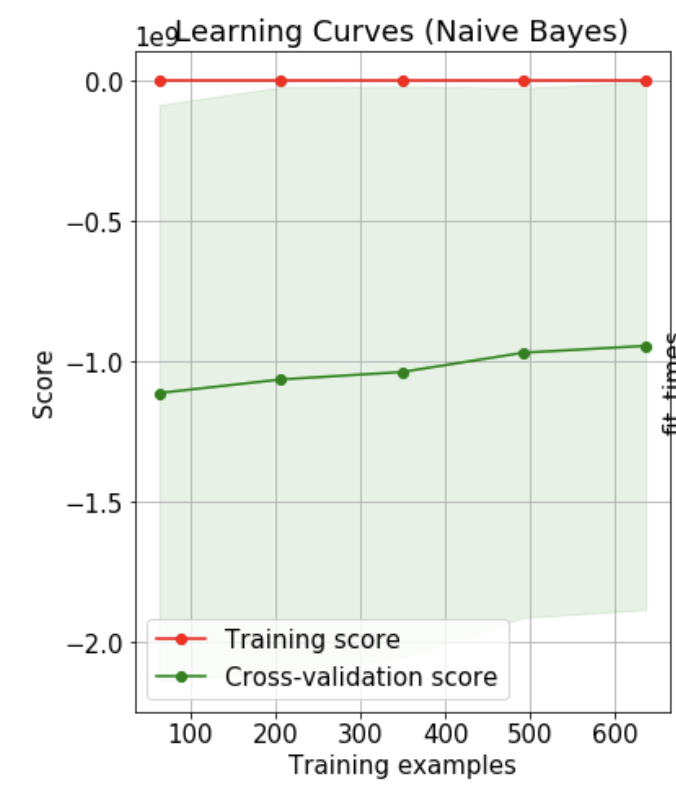 1e9
Learning Curves (Naive Bayes)
0.0
−0.5
−1.0
−1.5
−2.0
Score
fit_times
Training score
Cross-validation score
100 200 300 400 500 600
Training examples